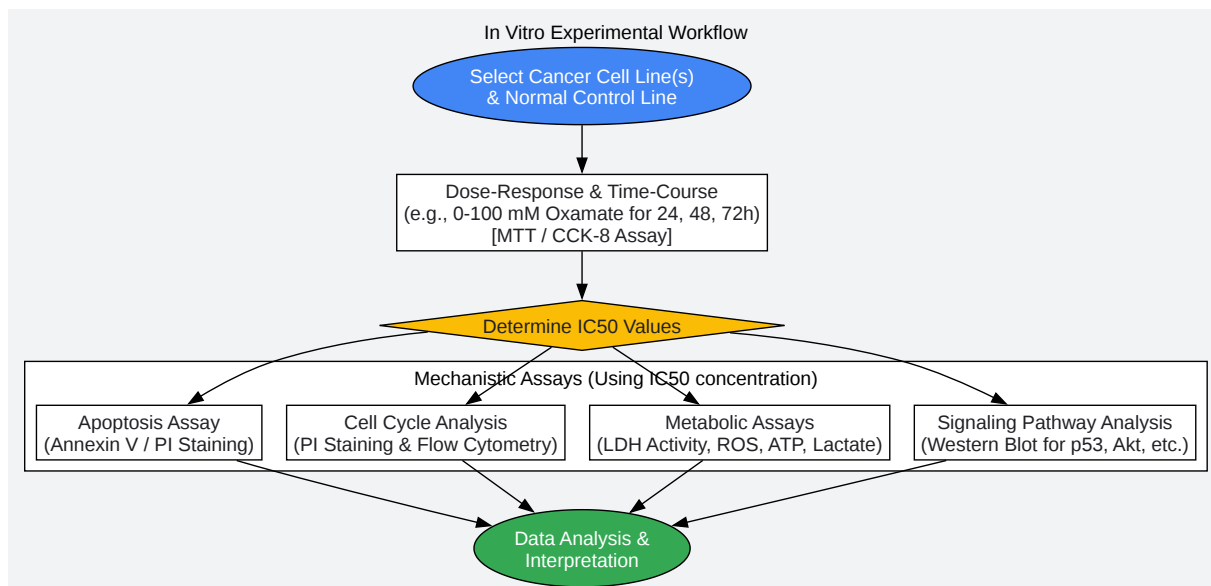 In Vitro Experimental Workflow
Select Cancer Cell Line(s)
& Normal Control Line
Dose-Response & Time-Course
(e.g., 0-100 mM Oxamate for 24, 48, 72h)
[MTT / CCK-8 Assay]
Determine IC50 Values
Mechanistic Assays (Using IC50 concentration)
Apoptosis Assay
(Annexin V / PI Staining)
Cell Cycle Analysis
(PI Staining & Flow Cytometry)
Metabolic Assays
(LDH Activity, ROS, ATP, Lactate)
Signaling Pathway Analysis
(Western Blot for p53, Akt, etc.)
Data Analysis &
Interpretation